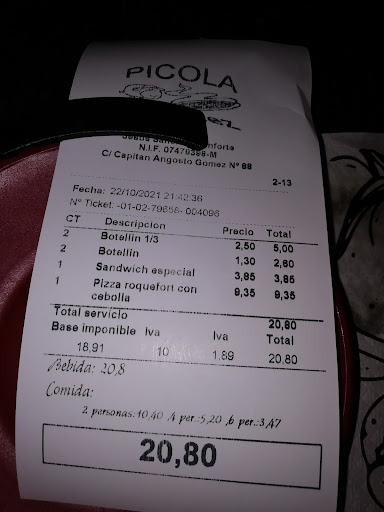 PICOLA
N.I.F. 07470388-M
C/ Capitan Angosto Gomez Nº 88
2-13
Fecha: 22/10/2021 21:42:36
Nº Ticket: -01-02-79656- 004096
CT Descripcion Precio Total
2 Botellin 1/3 2,50 5,00
2 Botellin 1,30 2,60
1 Sandwich especial 3,85 3,85
1 Pizza roquefort con cebolla 9,35 9,35
Total servicio 20,80
Base imponible Iva Iva Total
18,91 10 1,89 20,80
Bebida: 20,8
Comida:
2 personas: 10,40 ,4 per.:5,20 ,6 per.:3,47
20,80